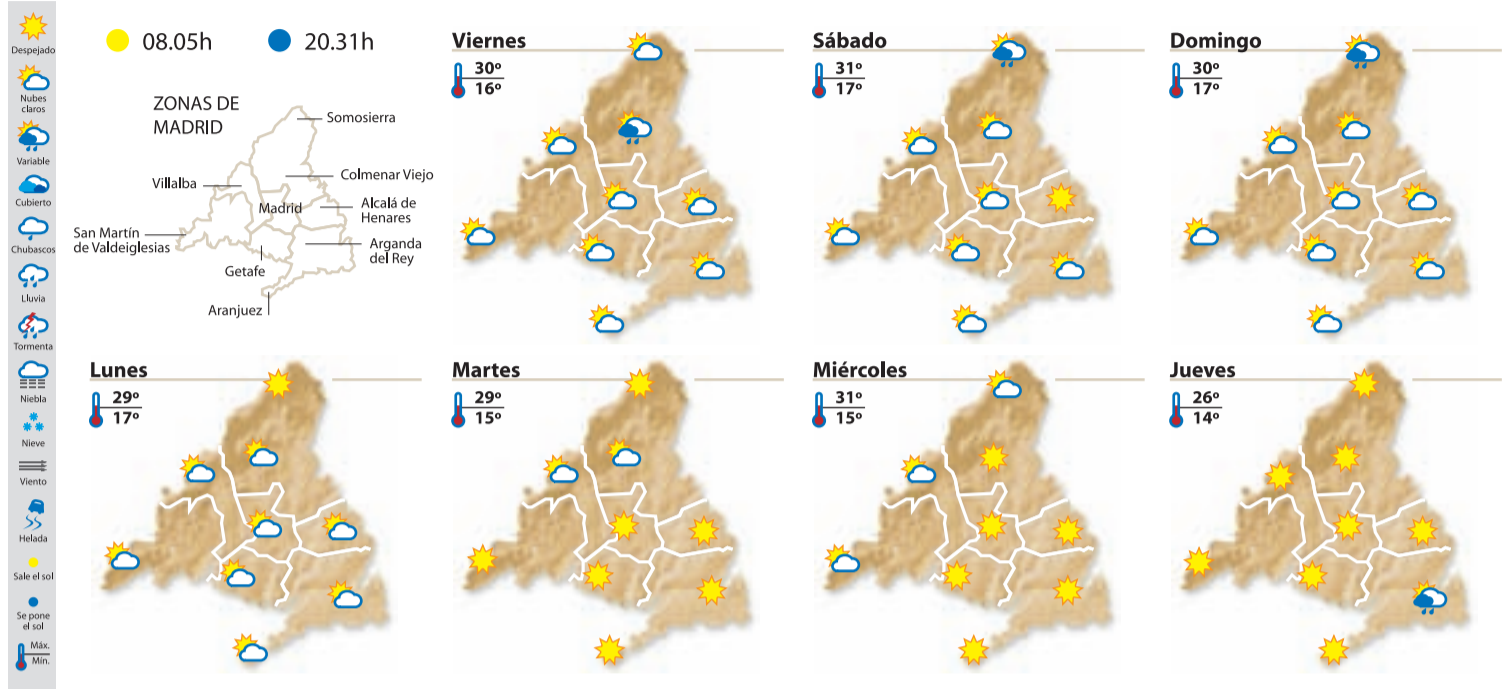 Despejado
Nubes
claros
Variable
Cubierto
Chubascos
Lluvia
Tormenta
Niebla
Nieve
Viento
Helada
Sale el sol
Se pone
el sol
Máx.
Mín.
08.05h
20.31h
ZONAS DE
MADRID
Somosierra
Colmenar Viejo
Villalba
Madrid
Alcalá de
Henares
San Martín
de Valdeiglesias
Arganda
del Rey
Getafe
Aranjuez
Viernes
30º
16º
Sábado
31º
17º
Domingo
30º
17º
Lunes
29º
17º
Martes
29º
15º
Miércoles
31º
15º
Jueves
26º
14º